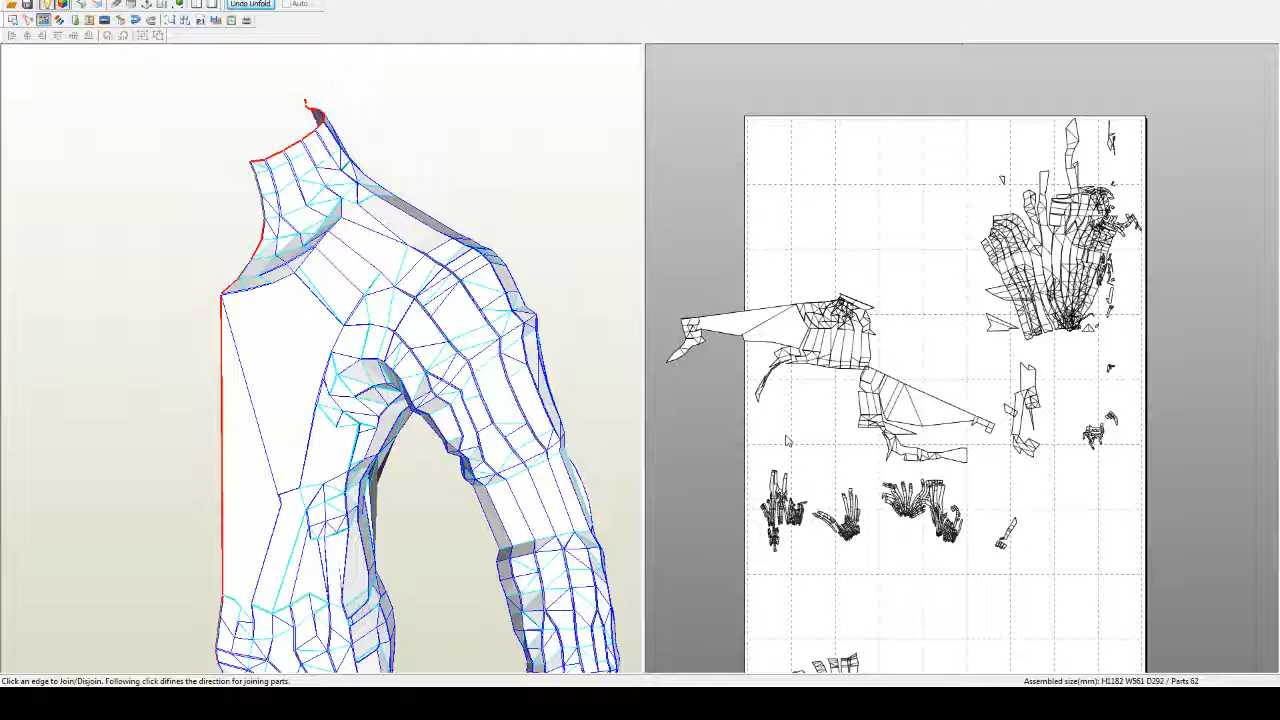 Undo Unfold
Auto
Click an edge to Join/Disjoin. Following click difines the direction for joining parts.
Assembled size(mm): H1182 W561 D292 / Parts 62